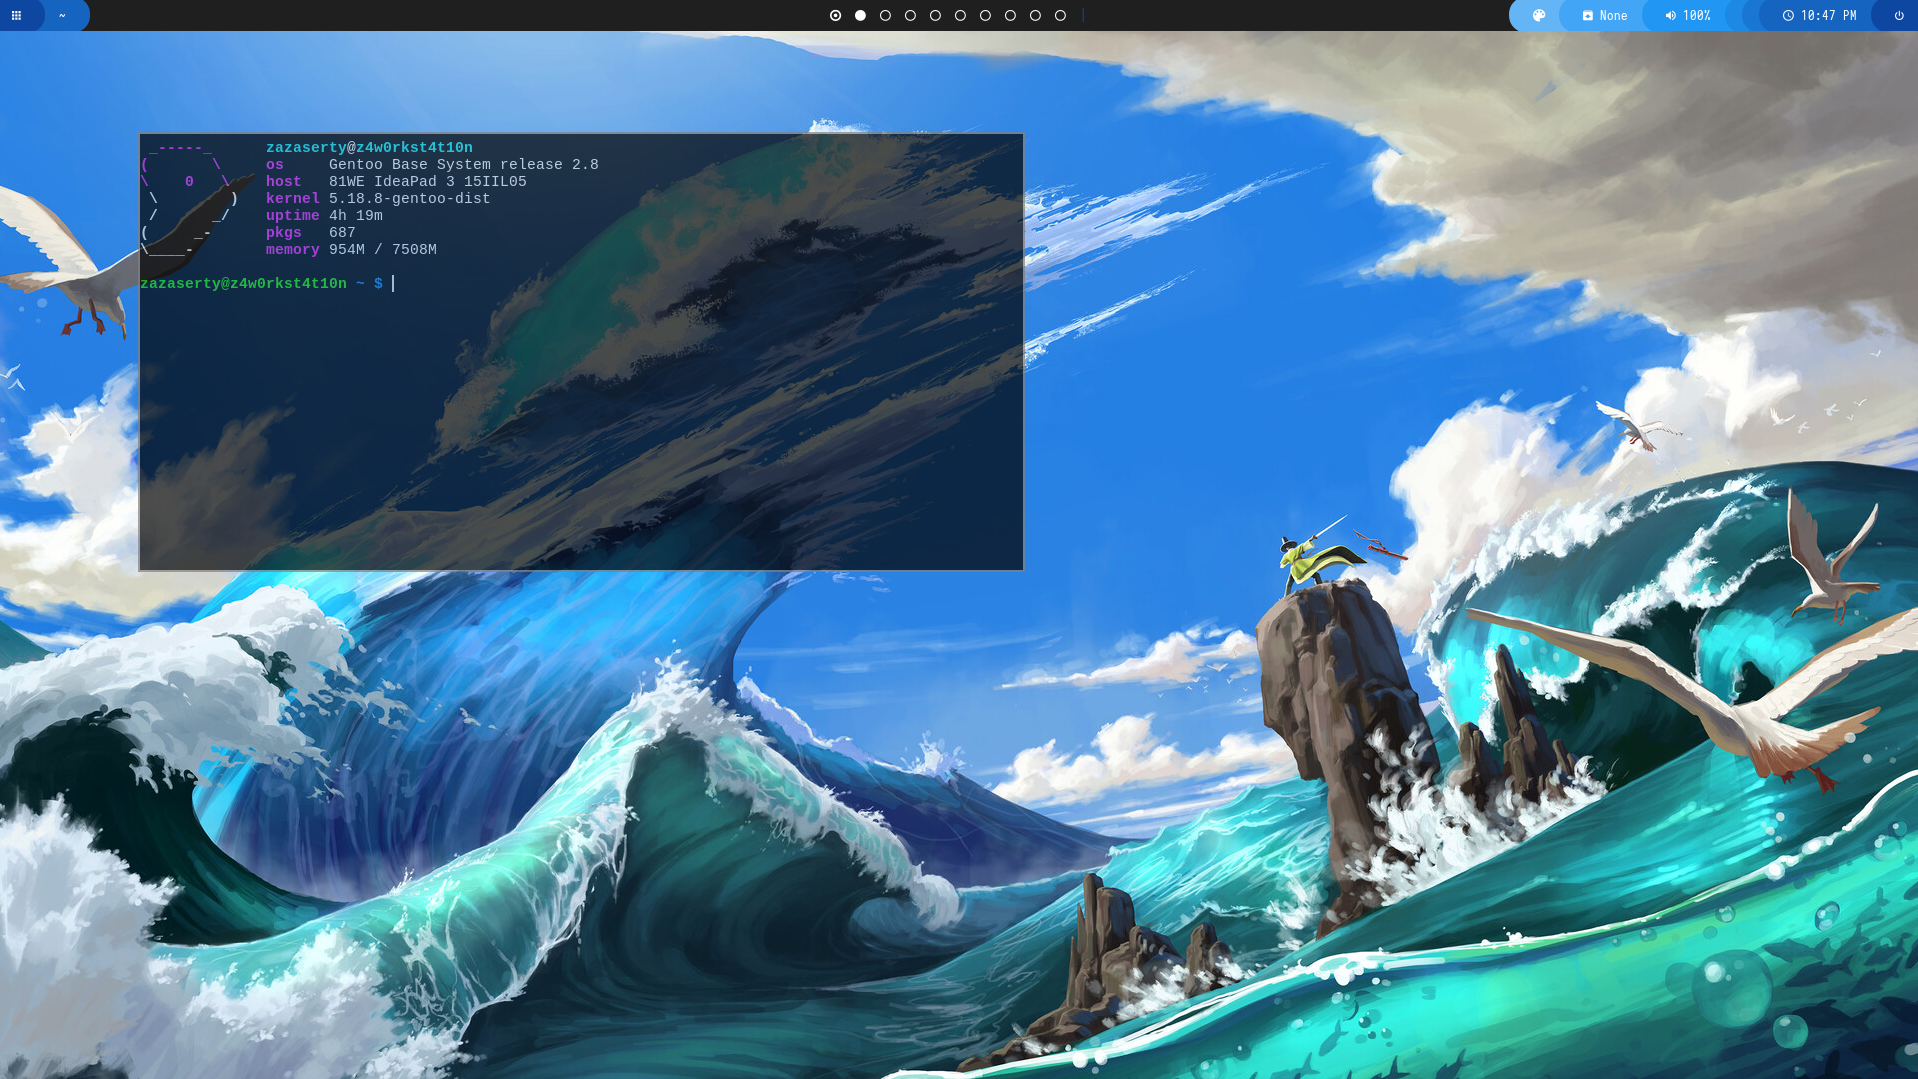 ~ None 100% 10:47 PM
zazaserty@z4w0rkst4t10n
os Gentoo Base System release 2.8
host 81WE IdeaPad 3 15IIL05
kernel 5.18.8-gentoo-dist
uptime 4h 19m
pkgs 687
memory 954M / 7508M
zazaserty@z4w0rkst4t10n ~ $